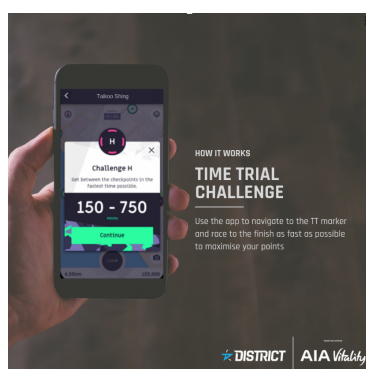 Taikoo Shing
H
Challenge H
Get between the checkpoints in the
fastest time possible.
150 - 750
Continue
HOW IT WORKS
TIME TRIAL
CHALLENGE
Use the app to navigate to the TT marker
and race to the finish as fast as possible
to maximise your points
DISTRICT
AIA Vitality